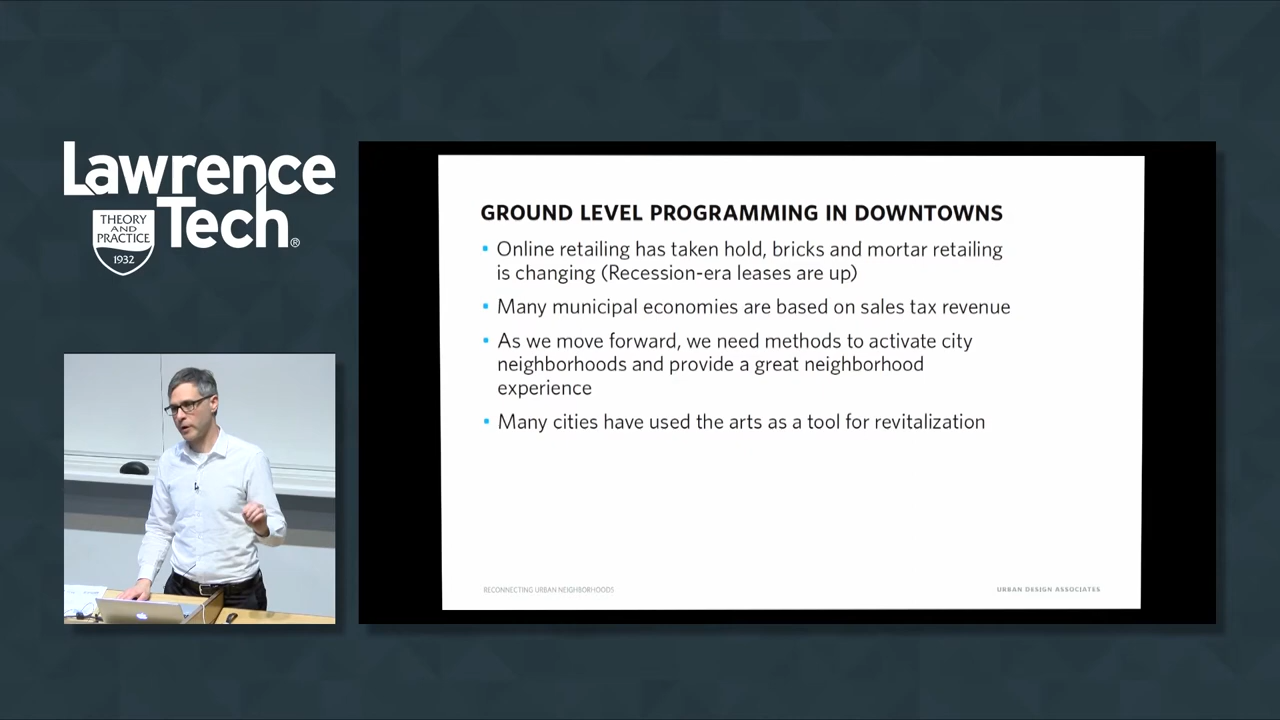 Lawrence
Tech®
THEORY
AND
PRACTICE
1932
GROUND LEVEL PROGRAMMING IN DOWNTOWNS
• Online retailing has taken hold, bricks and mortar retailing
is changing (Recession-era leases are up)
• Many municipal economies are based on sales tax revenue
• As we move forward, we need methods to activate city
neighborhoods and provide a great neighborhood
experience
• Many cities have used the arts as a tool for revitalization
RECONNECTING URBAN NEIGHBORHOODS
URBAN DESIGN ASSOCIATES